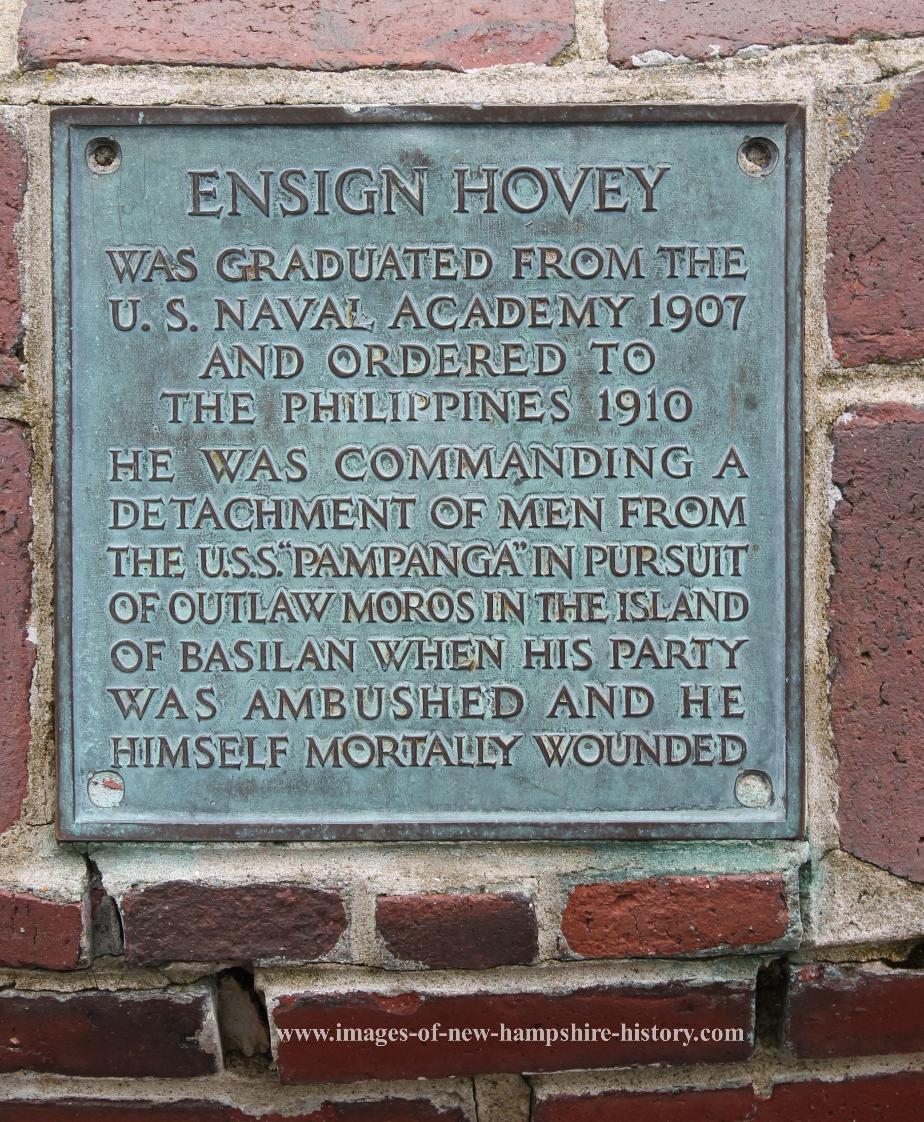 ENSIGN HOVEY
WAS GRADUATED FROM THE
U. S. NAVAL ACADEMY 1907
AND ORDERED TO
THE PHILIPPINES 1910
HE WAS COMMANDING A
DETACHMENT OF MEN FROM
THE U.S.S. "PAMPANGA" IN PURSUIT
OF OUTLAW MOROS IN THE ISLAND
OF BASILAN WHEN HIS PARTY
WAS AMBUSHED AND HE
HIMSELF MORTALLY WOUNDED
www.images-of-new-hampshire-history.com